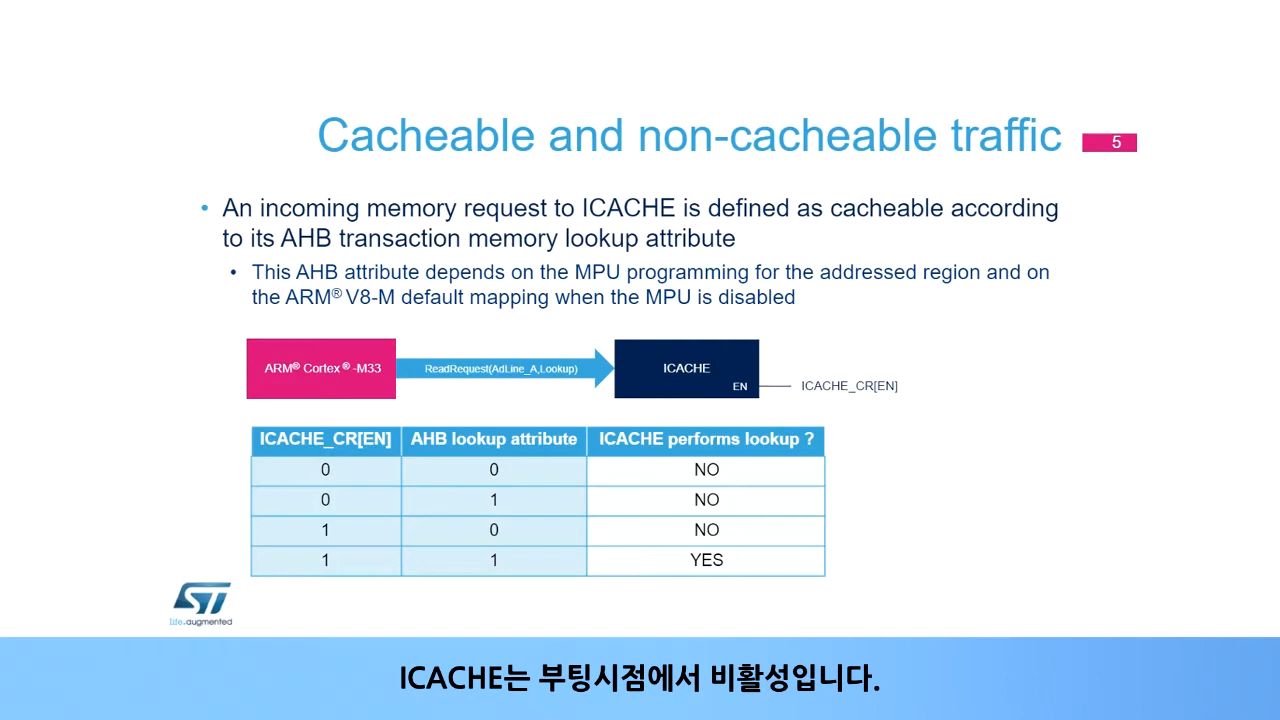 Cacheable and non-cacheable traffic
5
• An incoming memory request to ICACHE is defined as cacheable according
to its AHB transaction memory lookup attribute
• This AHB attribute depends on the MPU programming for the addressed region and on
the ARM® V8-M default mapping when the MPU is disabled
ARM® Cortex®-M33
ReadRequest(AdLine_A,Lookup)
ICACHE
EN
ICACHE_CR[EN]
ICACHE_CR[EN] AHB lookup attribute ICACHE performs lookup ?
0 0 NO
0 1 NO
1 0 NO
1 1 YES
ST
life.augmented
ICACHE는 부팅시점에서 비활성입니다.